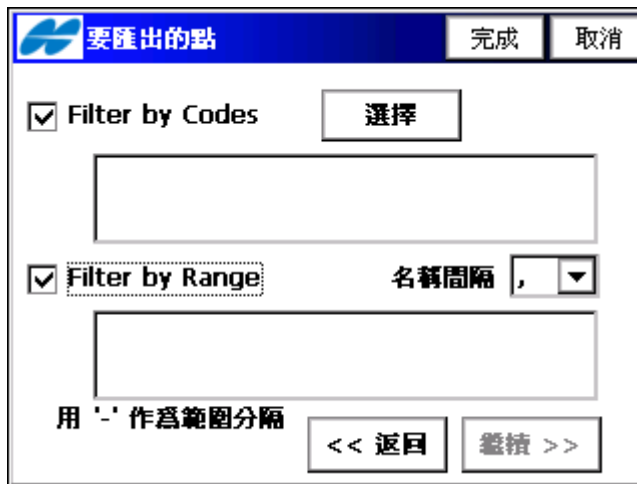 要匯出的點 完成 取消
Filter by Codes 選擇
Filter by Range 名稱間隔 ,
用 '-' 作為範圍分隔
<< 返回 繼續 >>